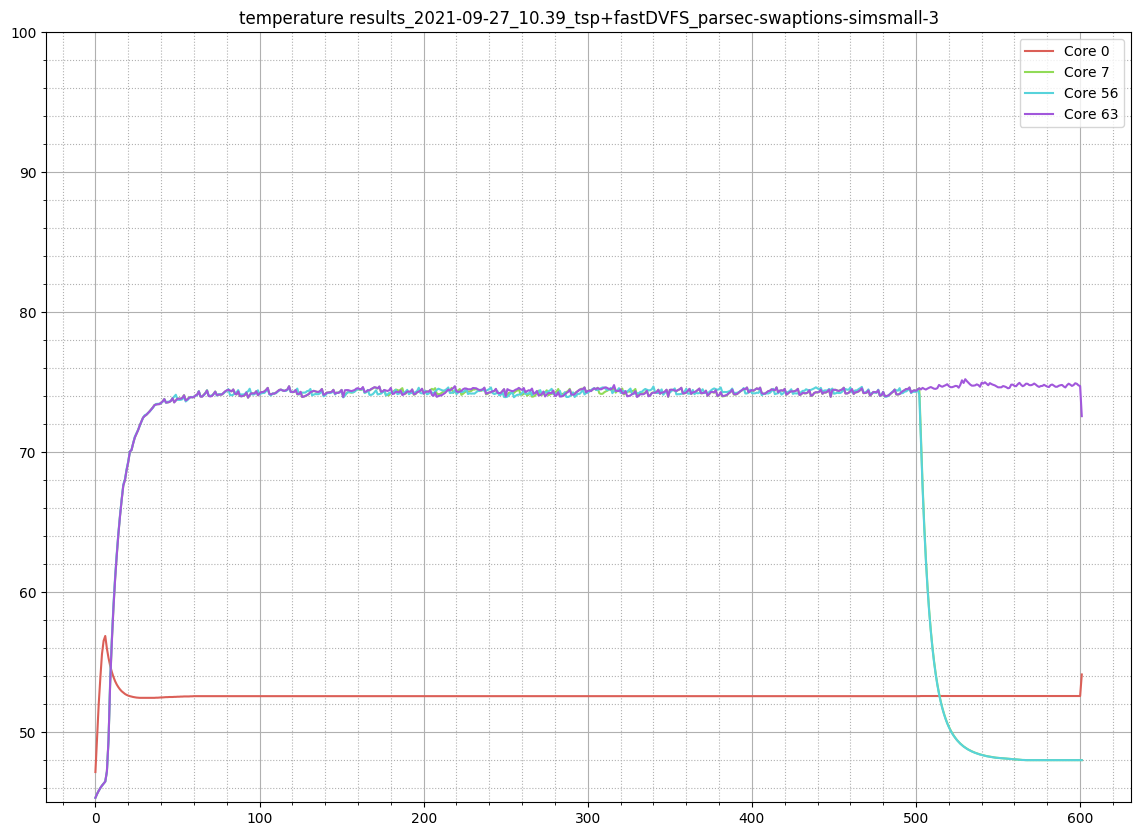 temperature results_2021-09-27_10.39_tsp+fastDVFS_parsec-swaptions-simsmall-3
100
90
80
70
60
50
Core 0
Core 7
Core 56
Core 63
0 100 200 300 400 500 600